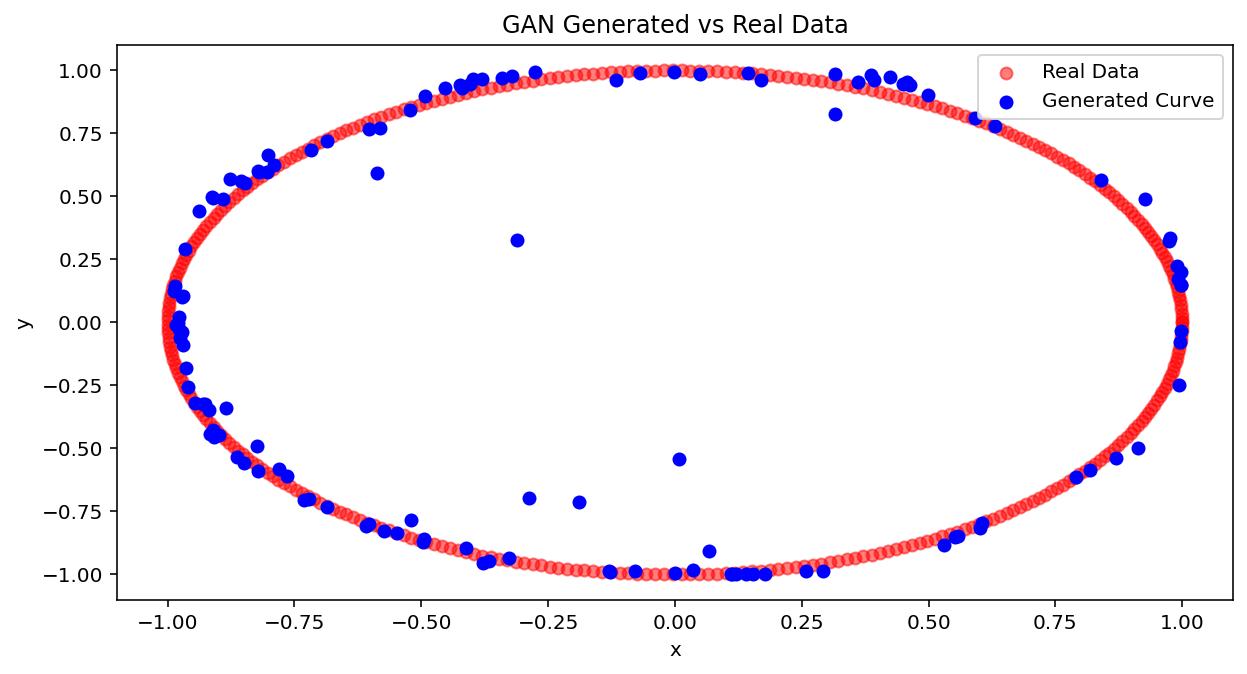 GAN Generated vs Real Data
Real Data
Generated Curve
1.00
0.75
0.50
0.25
0.00
−0.25
−0.50
−0.75
−1.00
y
−1.00 −0.75 −0.50 −0.25 0.00 0.25 0.50 0.75 1.00
x